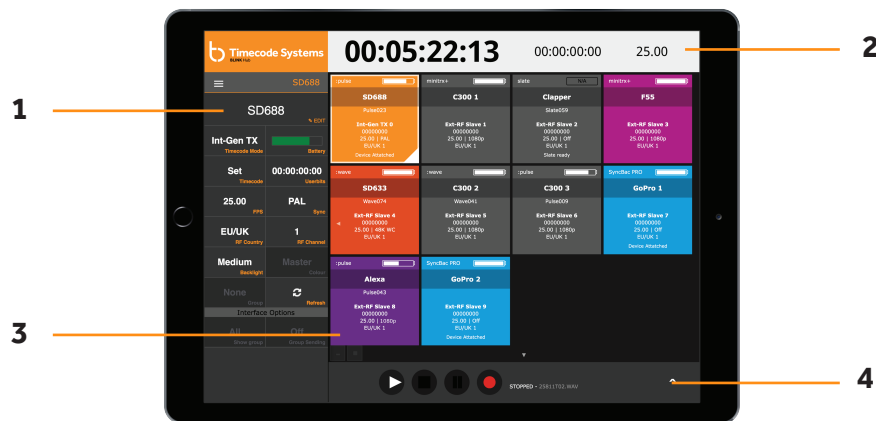 1
2
3
4
Timecode Systems
BLINK Hub
00:05:22:13
00:00:00:00
25.00
SD688
SD688
EDIT
Int-Gen TX
Timecode Mode
Battery
Set
Timecode
00:00:00:00
Userbits
25.00
FPS
PAL
Sync
EU/UK
RF Country
1
RF Channel
Medium
Backlight
Master
Colour
None
Group
Refresh
Interface Options
All
Show group
Off
Group Sending
:pulse
SD688
Pulse023
Int-Gen TX 0
00000000
25.00 | PAL
EU/UK 1
Device Attatched
minitrx+
C300 1
Ext-RF Slave 1
00000000
25.00 | 1080p
EU/UK 1
slate
N/A
Clapper
Slate059
Ext-RF Slave 2
00000000
25.00 | Off
EU/UK 1
Slate ready
minitrx+
F55
Ext-RF Slave 3
00000000
25.00 | 1080p
EU/UK 1
:wave
SD633
Wave074
Ext-RF Slave 4
00000000
25.00 | 48K WC
EU/UK 1
:wave
C300 2
Wave041
Ext-RF Slave 5
00000000
25.00 | 1080p
EU/UK 1
:pulse
C300 3
Pulse009
Ext-RF Slave 6
00000000
25.00 | 1080p
EU/UK 1
SyncBac PRO
GoPro 1
Ext-RF Slave 7
00000000
25.00 | Off
EU/UK 1
Device Attatched
:pulse
Alexa
Pulse043
Ext-RF Slave 8
00000000
25.00 | 1080p
EU/UK 1
SyncBac PRO
GoPro 2
Ext-RF Slave 9
00000000
25.00 | Off
EU/UK 1
Device Attatched
STOPPED - 25811T02.WAV